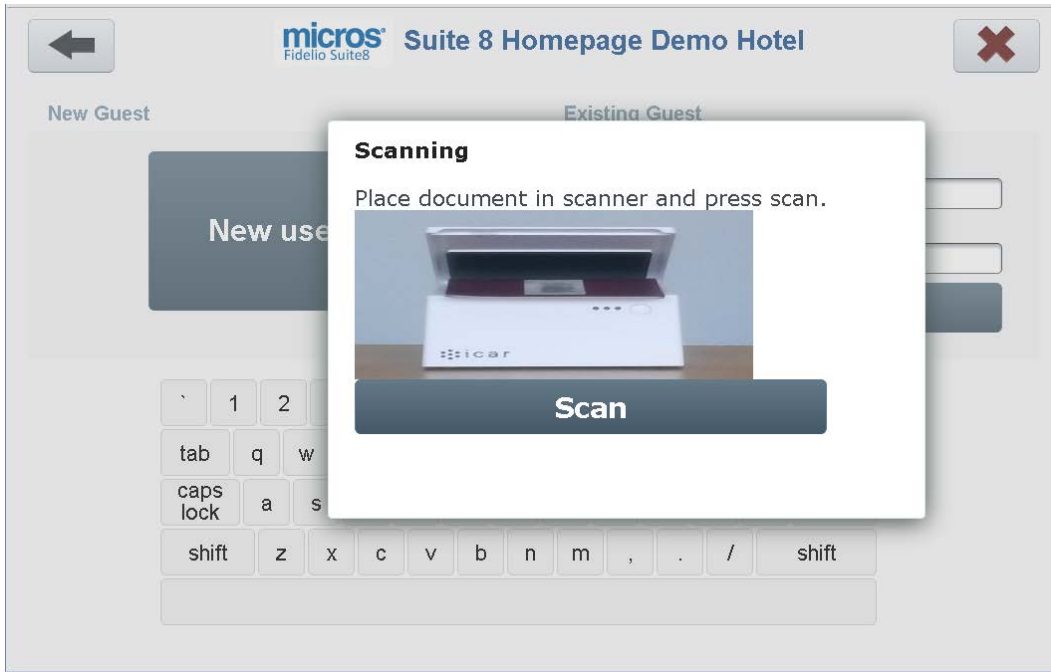 micros
Fidelio Suite8
Suite 8 Homepage Demo Hotel
New Guest
Existing Guest
New use
Scanning
Place document in scanner and press scan.
icar
Scan
` 1 2
tab q w
caps lock a s
shift z x c v b n m , . / shift